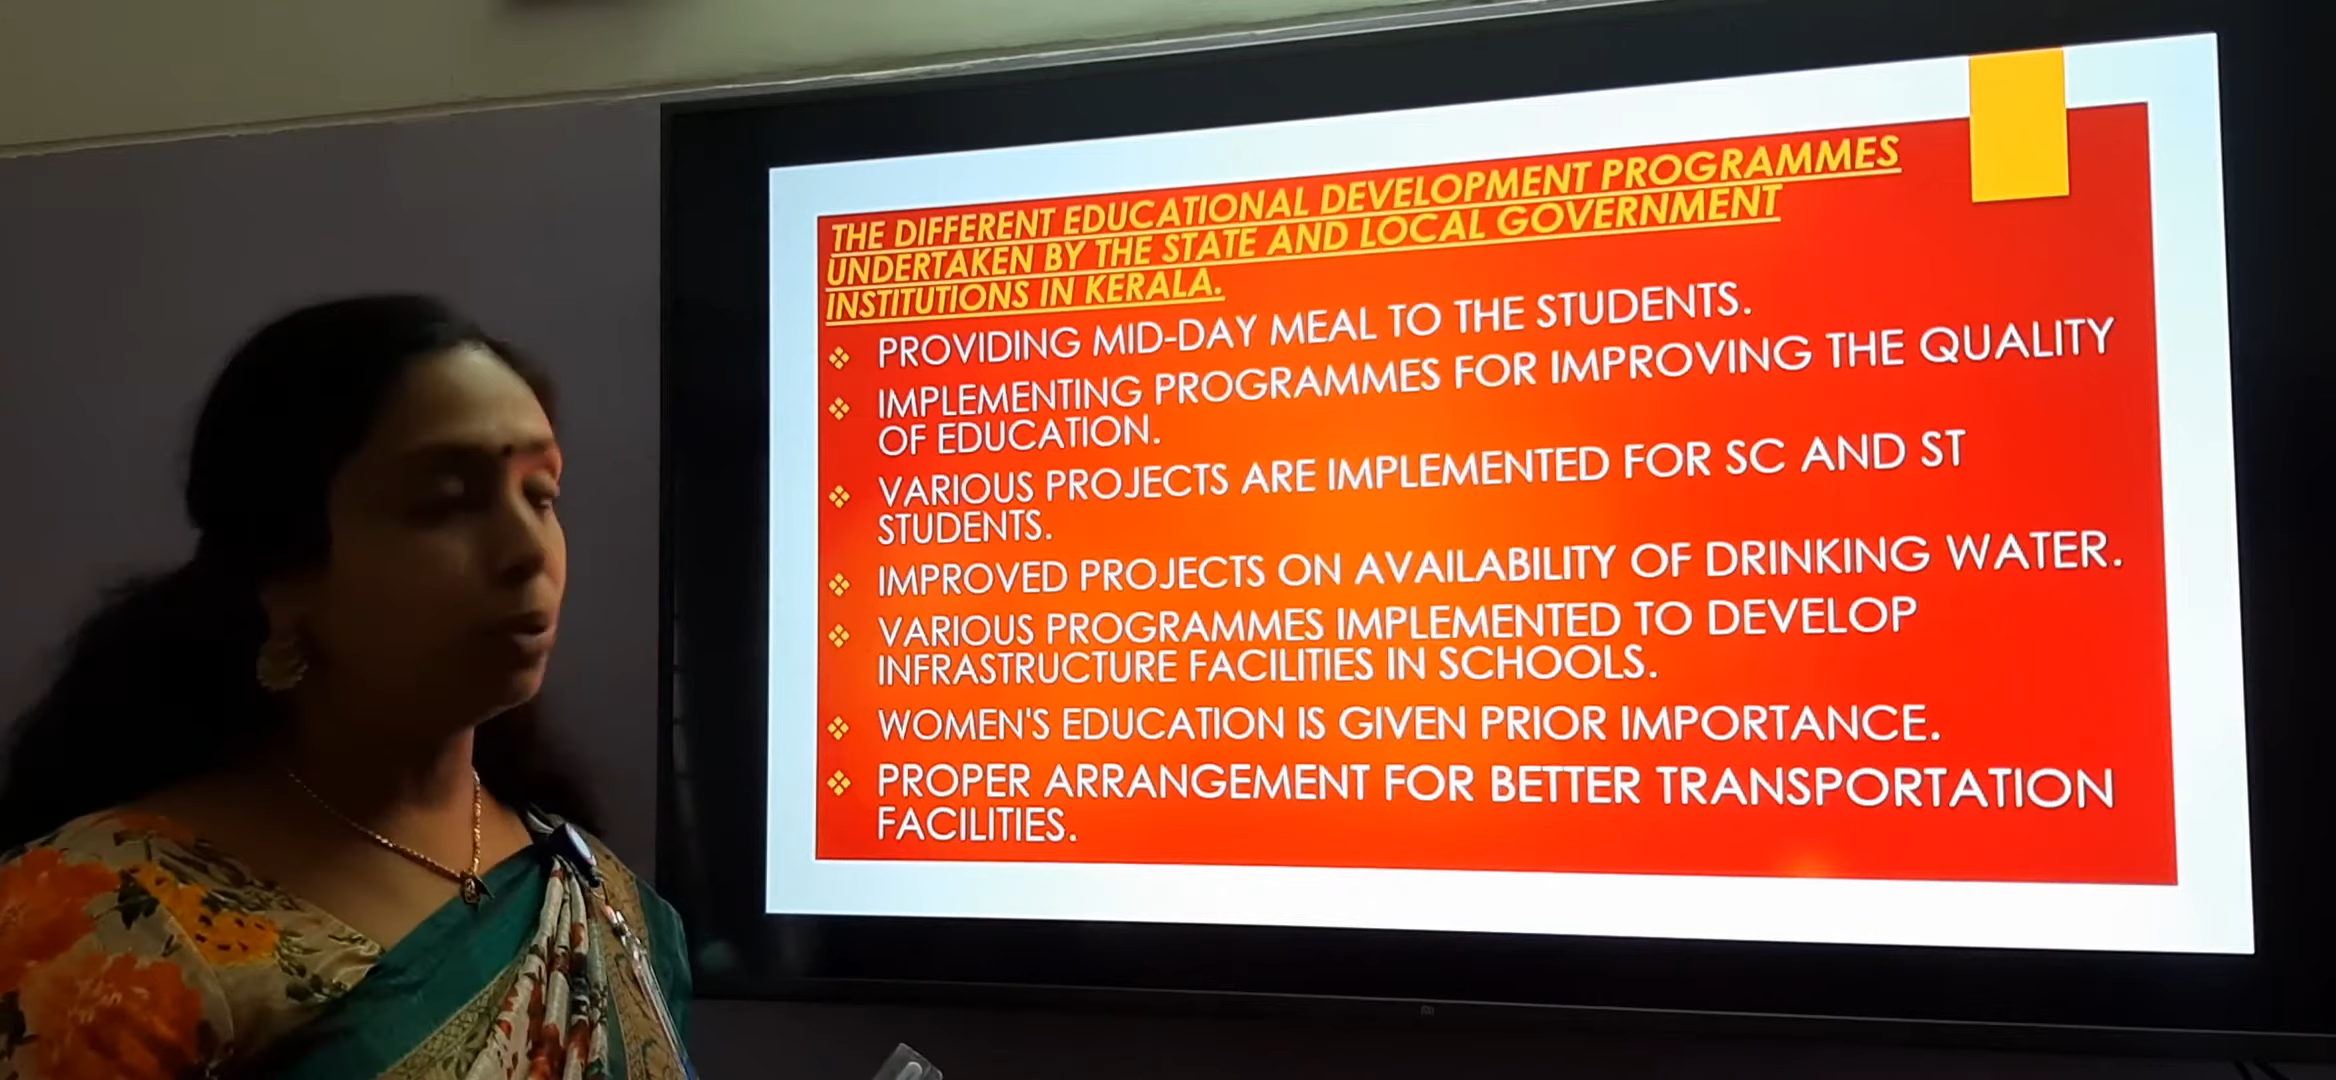 THE DIFFERENT EDUCATIONAL DEVELOPMENT PROGRAMMES
UNDERTAKEN BY THE STATE AND LOCAL GOVERNMENT
INSTITUTIONS IN KERALA.
❖ PROVIDING MID-DAY MEAL TO THE STUDENTS.
❖ IMPLEMENTING PROGRAMMES FOR IMPROVING THE QUALITY
OF EDUCATION.
❖ VARIOUS PROJECTS ARE IMPLEMENTED FOR SC AND ST
STUDENTS.
❖ IMPROVED PROJECTS ON AVAILABILITY OF DRINKING WATER.
❖ VARIOUS PROGRAMMES IMPLEMENTED TO DEVELOP
INFRASTRUCTURE FACILITIES IN SCHOOLS.
❖ WOMEN'S EDUCATION IS GIVEN PRIOR IMPORTANCE.
❖ PROPER ARRANGEMENT FOR BETTER TRANSPORTATION
FACILITIES.
mi